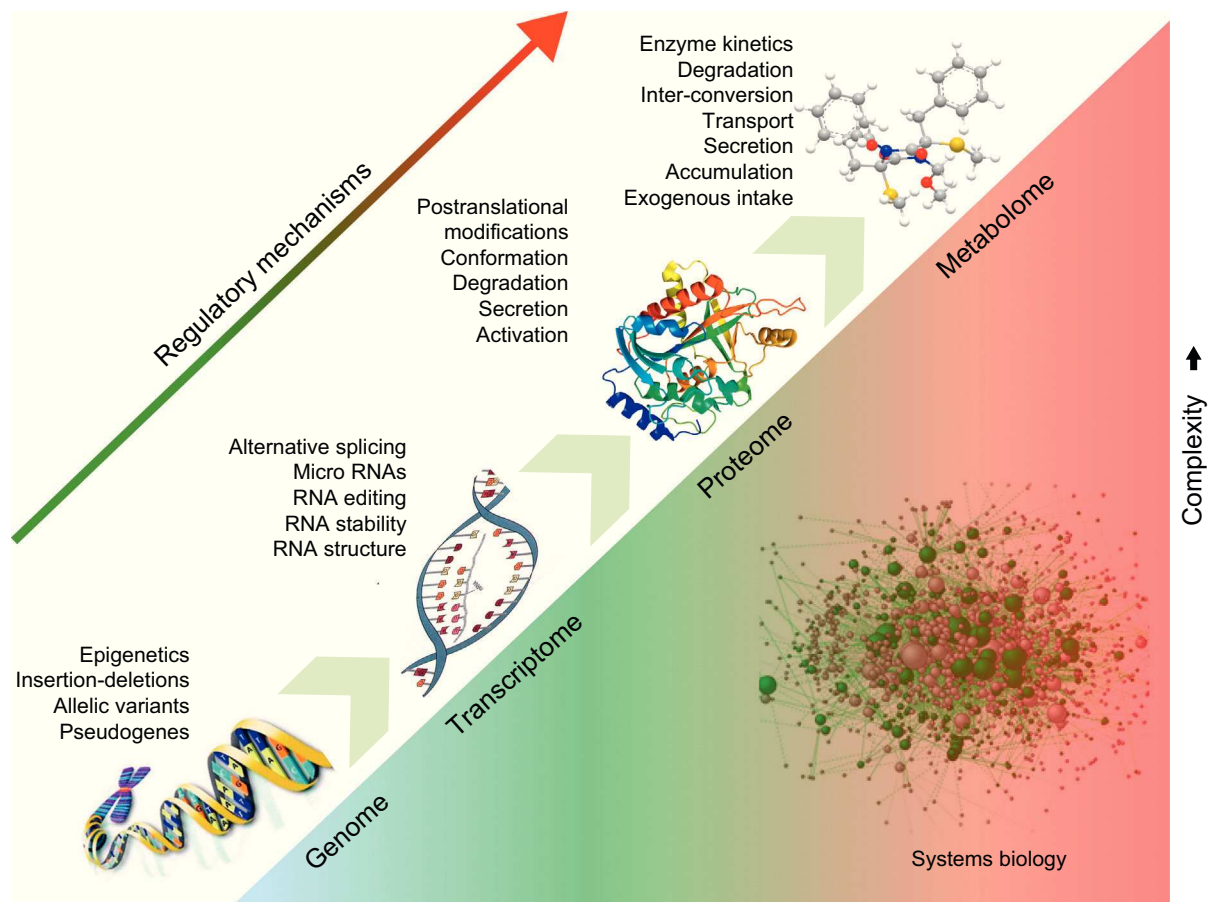 Enzyme kinetics
Degradation
Inter-conversion
Transport
Secretion
Accumulation
Exogenous intake
Regulatory mechanisms
Postranslational
modifications
Conformation
Degradation
Secretion
Activation
Metabolome
Alternative splicing
Micro RNAs
RNA editing
RNA stability
RNA structure
Proteome
Complexity
Epigenetics
Insertion-deletions
Allelic variants
Pseudogenes
Transcriptome
Genome
Systems biology